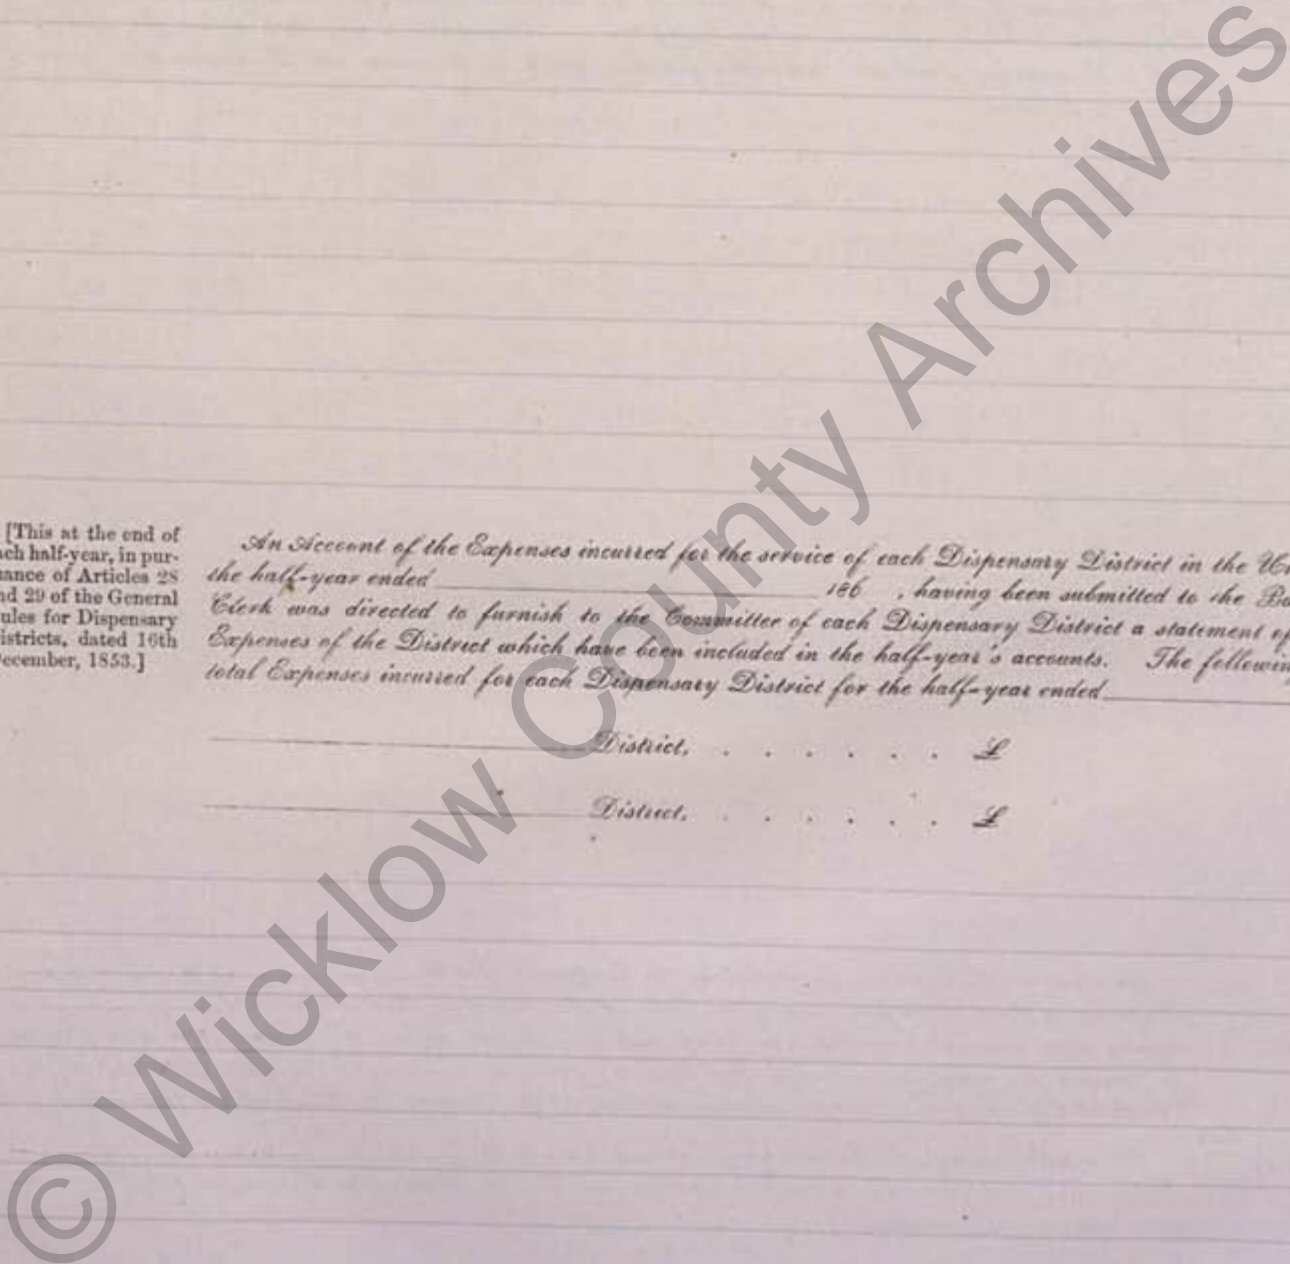 [This at the end of
ach half-year, in pur-
uance of Articles 28
nd 29 of the General
ules for Dispensary
istricts, dated 16th
ecember, 1853.]
An Account of the Expenses incurred for the service of each Dispensary District in the Un
the half-year ended 186 , having been submitted to the Bo
Clerk was directed to furnish to the Committee of each Dispensary District a statement of
Expenses of the District which have been included in the half-year's accounts. The following
total Expenses incurred for each Dispensary District for the half-year ended
District, . . . . . . £
District, . . . . . . £
© Wicklow County Archives